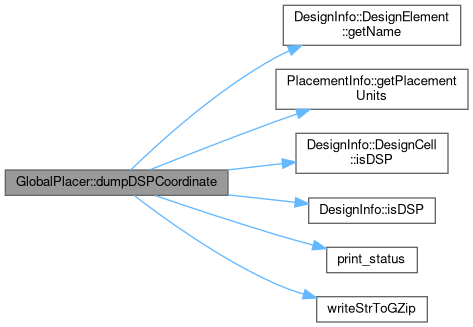 DesignInfo::DesignElement
::getName
PlacementInfo::getPlacement
Units
DesignInfo::DesignCell
::isDSP
GlobalPlacer::dumpDSPCoordinate
DesignInfo::isDSP
print_status
writeStrToGZip